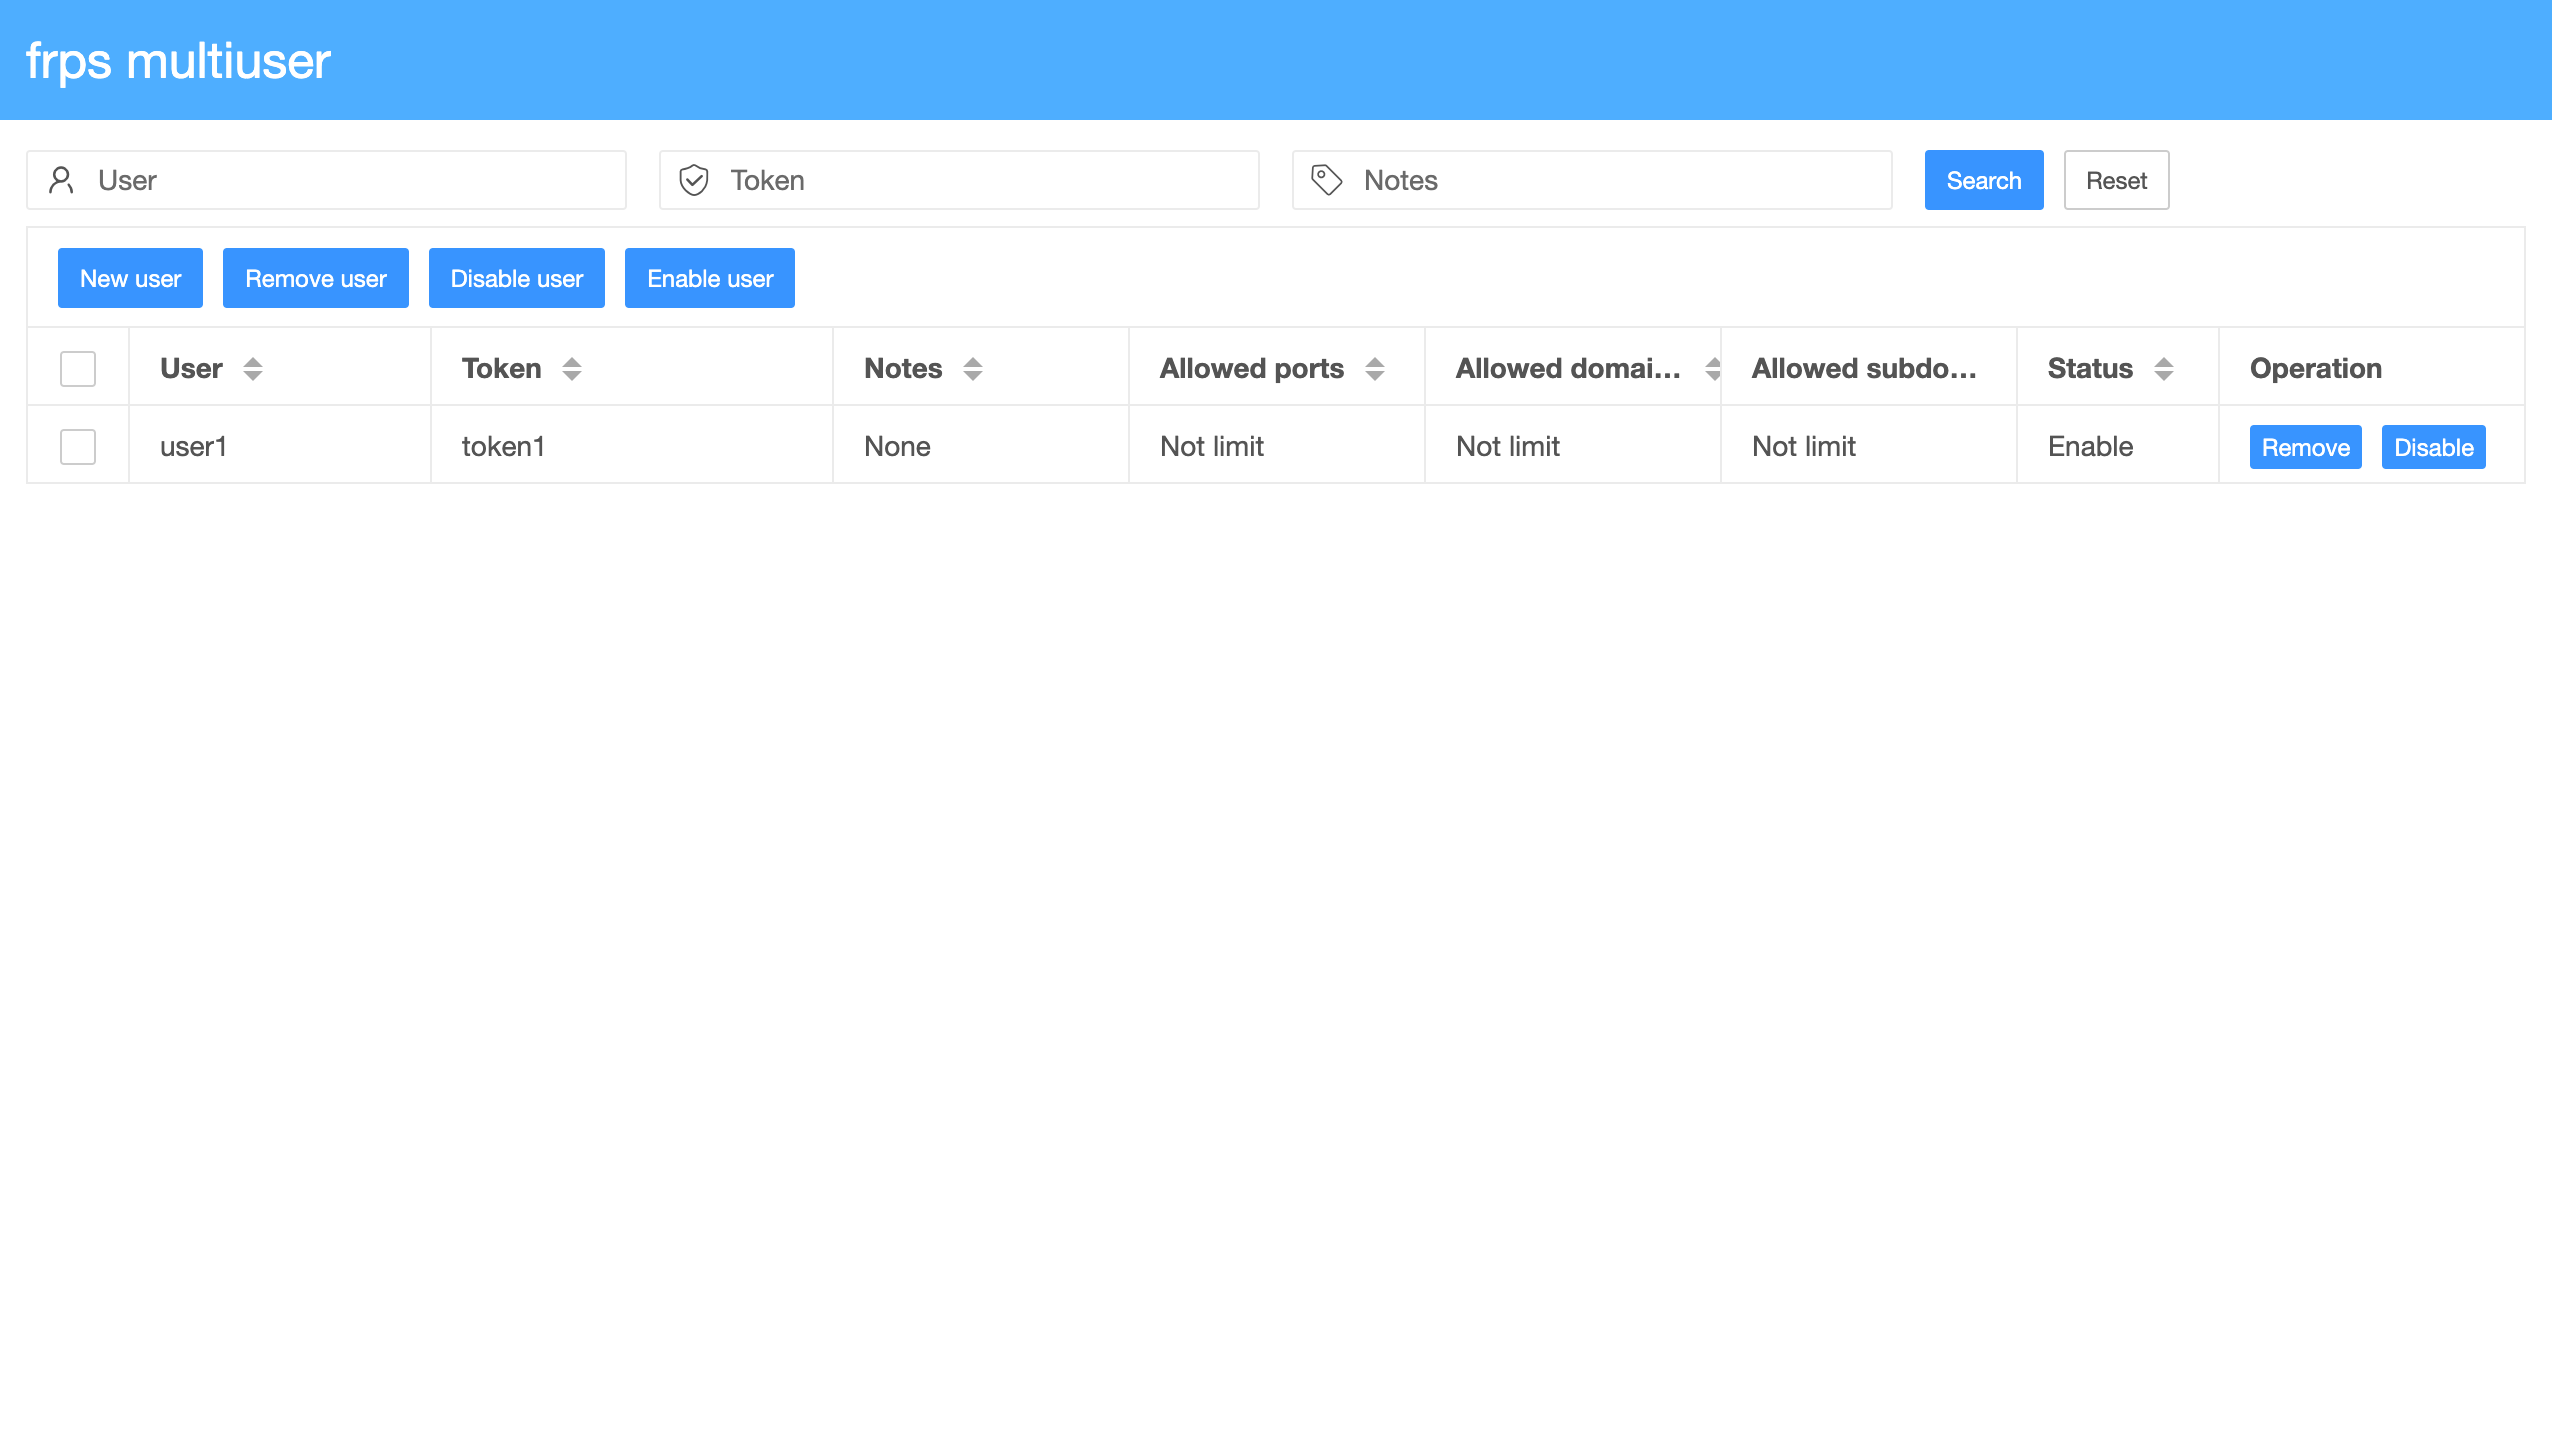 frps multiuser
User Token Notes Search Reset
New user Remove user Disable user Enable user
User Token Notes Allowed ports Allowed domai... Allowed subdo... Status Operation
user1 token1 None Not limit Not limit Not limit Enable Remove Disable